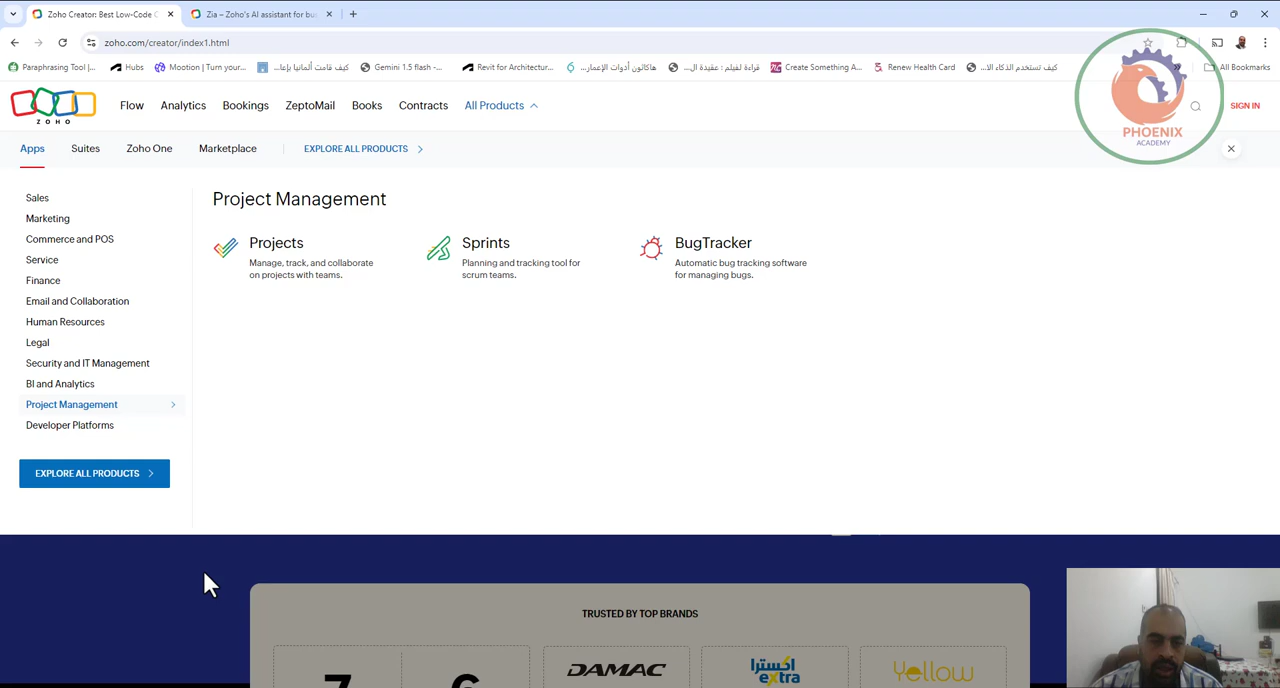 Zoho Creator: Best Low-Code C
Zia – Zoho's AI assistant for bu
zoho.com/creator/index1.html
Paraphrasing Tool |...
Hubs
Mootion | Turn your...
كيف قامت ألمانيا بإعا...
Gemini 1.5 flash –...
Revit for Architectur...
هاكاثون أدوات الإعمار...
قراءة لفيلم : عقيدة ال...
Create Something A...
Renew Health Card
كيف تستخدم الذكاء الا...
All Bookmarks
ZOHO
Flow
Analytics
Bookings
ZeptoMail
Books
Contracts
All Products
SIGN IN
PHOENIX
ACADEMY
Apps
Suites
Zoho One
Marketplace
EXPLORE ALL PRODUCTS
Sales
Marketing
Commerce and POS
Service
Finance
Email and Collaboration
Human Resources
Legal
Security and IT Management
BI and Analytics
Project Management
Developer Platforms
EXPLORE ALL PRODUCTS
Project Management
Projects
Manage, track, and collaborate
on projects with teams.
Sprints
Planning and tracking tool for
scrum teams.
BugTracker
Automatic bug tracking software
for managing bugs.
TRUSTED BY TOP BRANDS
DAMAC
اكسترا
extra
Yellow